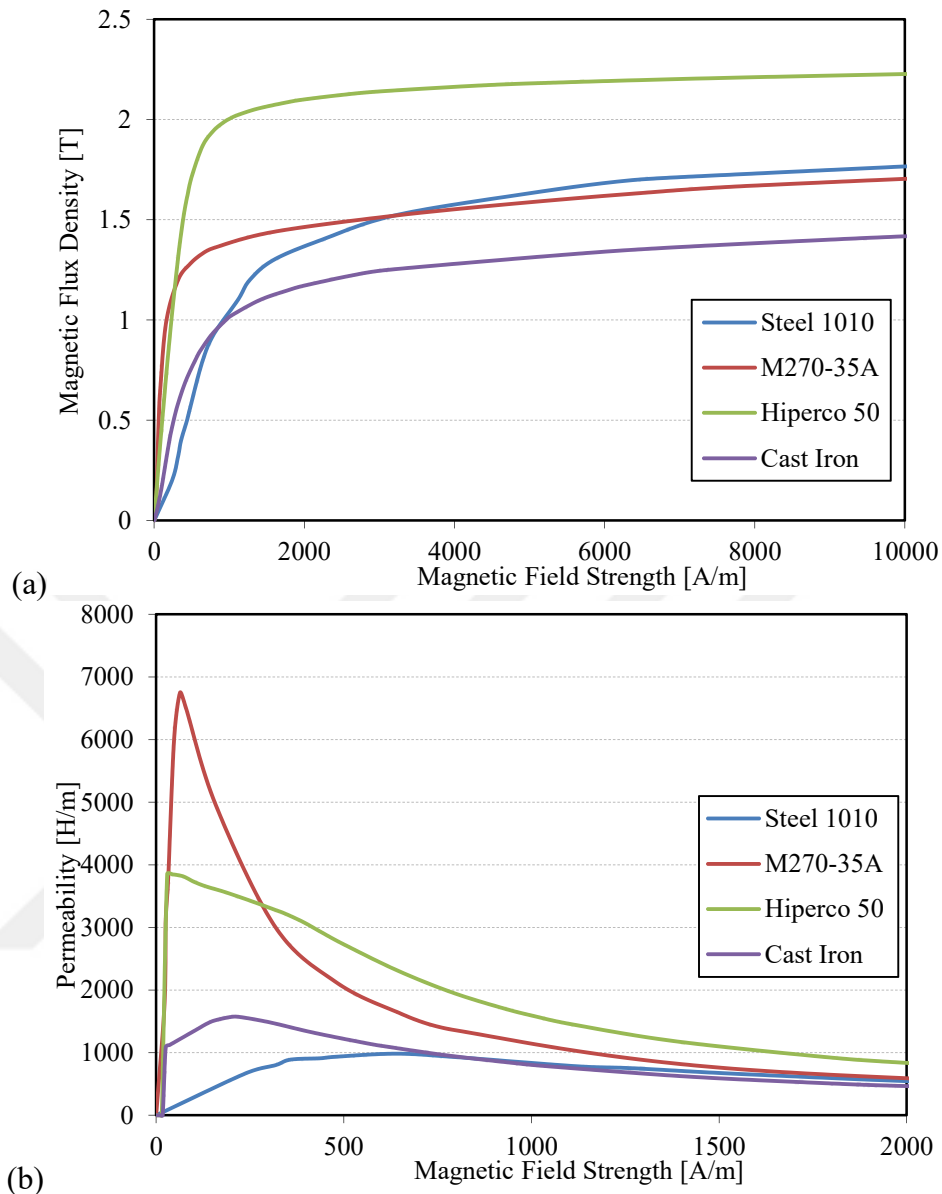 Magnetic Flux Density [T]
2.5
2
1.5
1
0.5
0
0
2000
4000
6000
8000
10000
Steel 1010
M270-35A
Hiperco 50
Cast Iron
(a)
Magnetic Field Strength [A/m]
Permeability [H/m]
8000
7000
6000
5000
4000
3000
2000
1000
0
0
500
1000
1500
2000
Steel 1010
M270-35A
Hiperco 50
Cast Iron
(b)
Magnetic Field Strength [A/m]